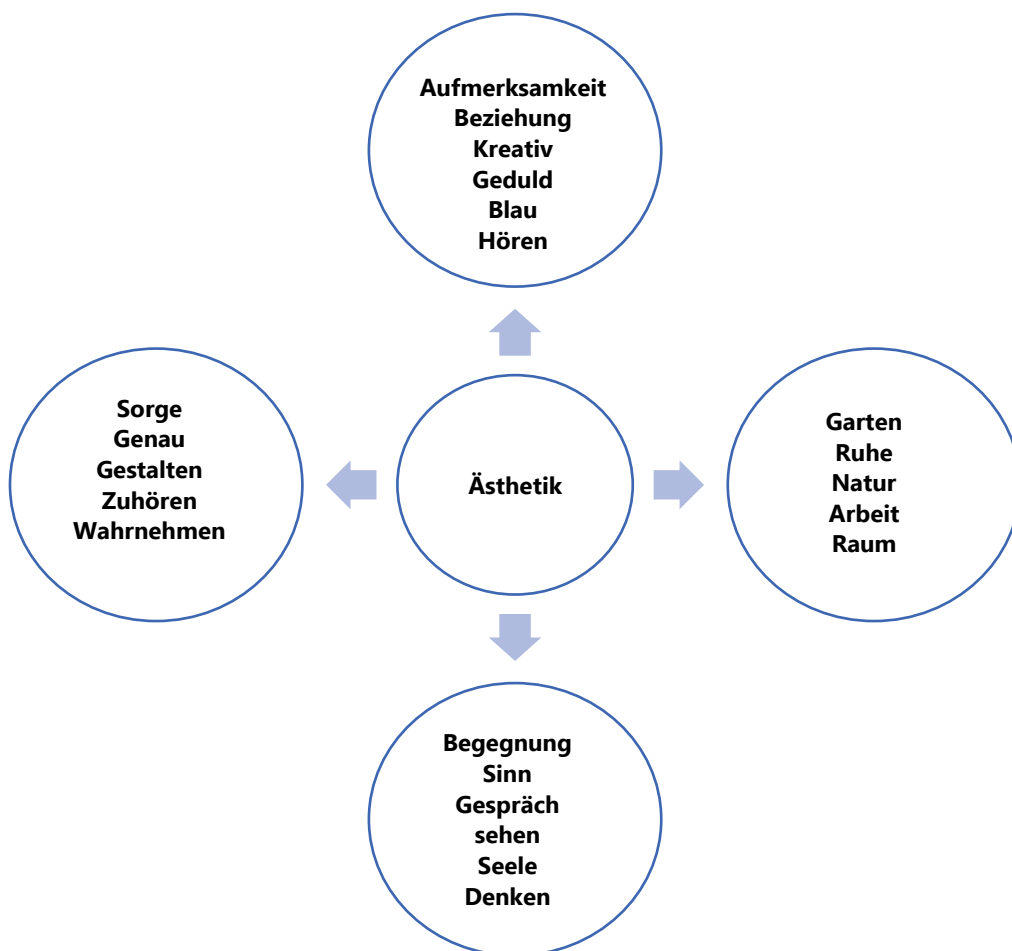 Aufmerksamkeit
Beziehung
Kreativ
Geduld
Blau
Hören
Sorge
Genau
Gestalten
Zuhören
Wahrnehmen
Ästhetik
Garten
Ruhe
Natur
Arbeit
Raum
Begegnung
Sinn
Gespräch
sehen
Seele
Denken